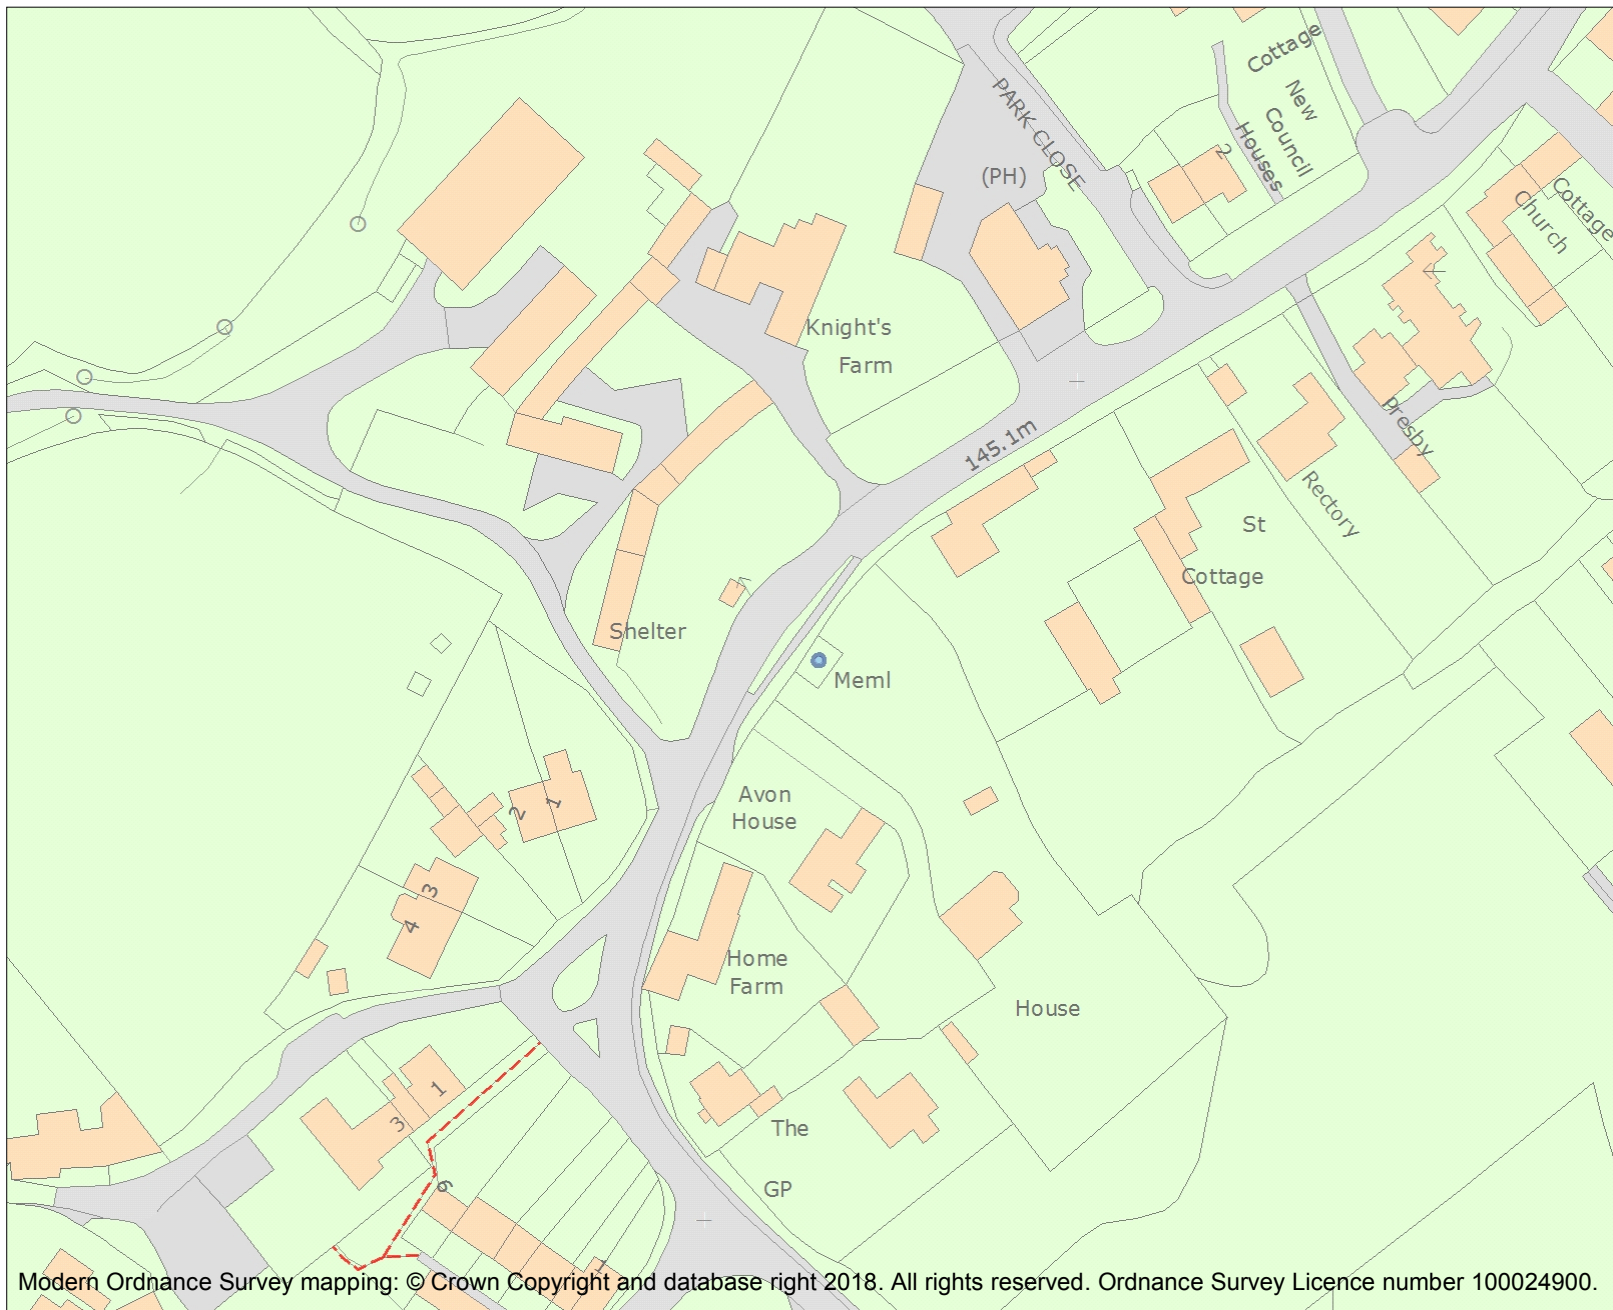 Cottage
New
Council
Houses
PARK CLOSE
(PH)
2
Cottage
Church
Knight's
Farm
145.1m
Presby
Rectory
St
Cottage
Shelter
Meml
Avon
House
1
2
3
4
Home
Farm
House
1
3
The
6
GP
1
Modern Ordnance Survey mapping: © Crown Copyright and database right 2018. All rights reserved. Ordnance Survey Licence number 100024900.